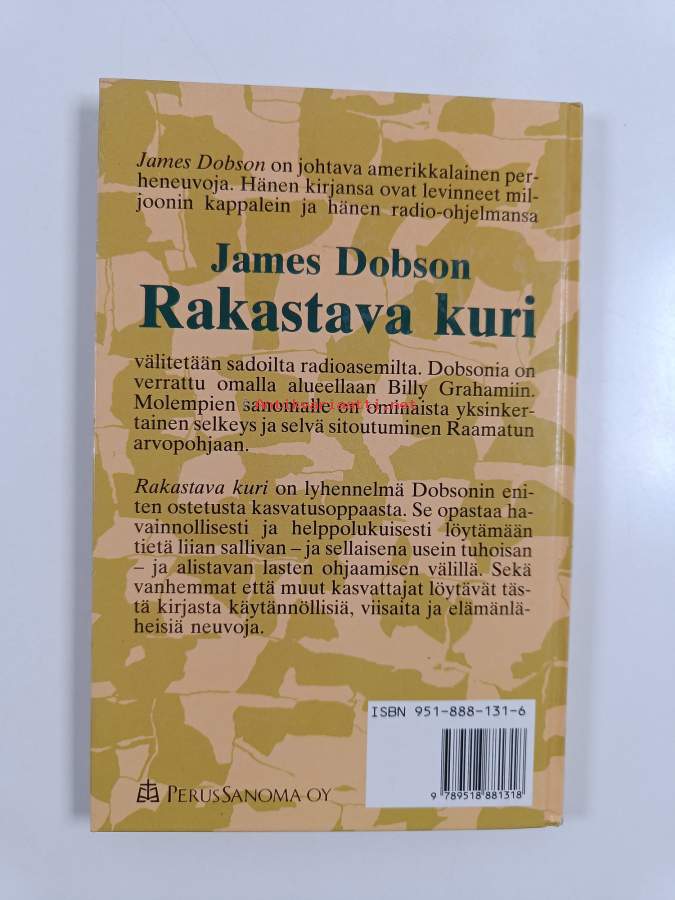 James Dobson on johtava amerikkalainen per-
heneuvoja. Hänen kirjansa ovat levinneet mil-
joonin kappalein ja hänen radio-ohjelmansa
James Dobson
Rakastava kuri
välitetään sadoilta radioasemilta. Dobsonia on
verrattu omalla alueellaan Billy Grahamiin.
Molempien sanomalle on ominaista yksinker-
Antikvariaatti.net
tainen selkeys ja selvä sitoutuminen Raamatun
arvopohjaan.
Rakastava kuri on lyhennelmä Dobsonin eni-
ten ostetusta kasvatusoppaasta. Se opastaa ha-
vainnollisesti ja helppolukuisesti löytämään
tietä liian sallivan – ja sellaisena usein tuhoisan
– ja alistavan lasten ohjaamisen välillä. Sekä
vanhemmat että muut kasvattajat löytävät täs-
tä kirjasta käytännöllisiä, viisaita ja elämänlä-
heisiä neuvoja.
ISBN 951-888-131-6
9 789518 881318
PERUSSANOMA OY